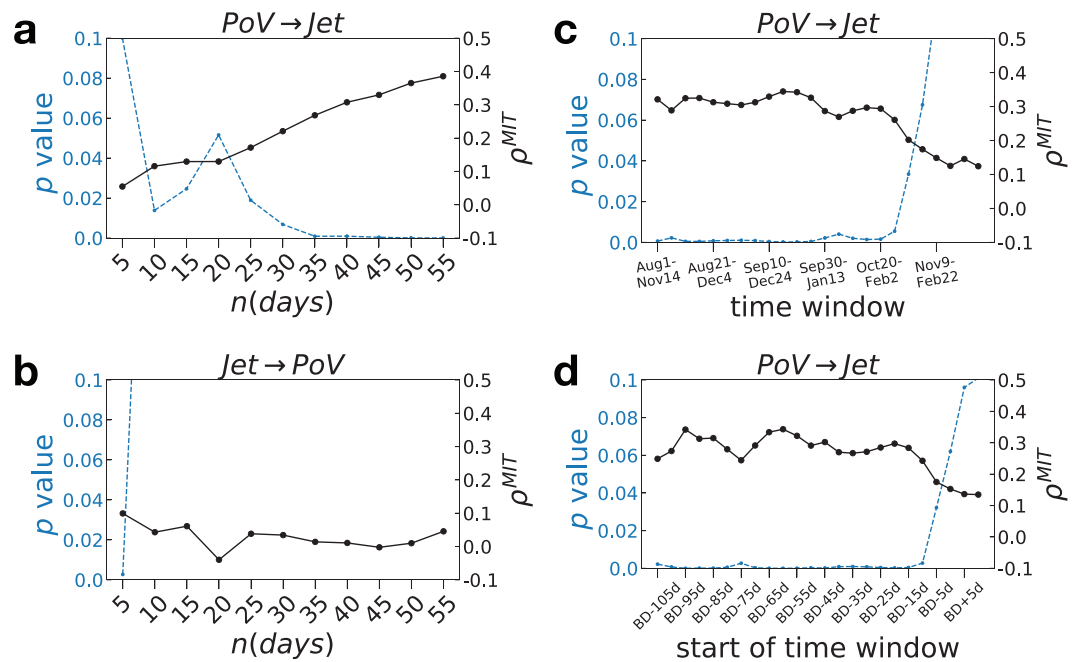 a
PoV → Jet
0.1
0.08
0.06
0.04
0.02
0.0
p value
0.5
0.4
0.3
0.2
0.1
0.0
-0.1
ρ^MIT
5 10 15 20 25 30 35 40 45 50 55
n(days)
c
PoV → Jet
0.1
0.08
0.06
0.04
0.02
0.0
p value
0.5
0.4
0.3
0.2
0.1
0.0
-0.1
ρ^MIT
Aug1- Aug21- Sep10- Sep30- Oct20- Nov9-
Nov14 Dec4 Dec24 Jan13 Feb2 Feb22
time window
b
Jet → PoV
0.1
0.08
0.06
0.04
0.02
0.0
p value
0.5
0.4
0.3
0.2
0.1
0.0
-0.1
ρ^MIT
5 10 15 20 25 30 35 40 45 50 55
n(days)
d
PoV → Jet
0.1
0.08
0.06
0.04
0.02
0.0
p value
0.5
0.4
0.3
0.2
0.1
0.0
-0.1
ρ^MIT
BD-105d BD-95d BD-85d BD-75d BD-65d BD-55d BD-45d BD-35d BD-25d BD-15d BD-5d BD+5d
start of time window